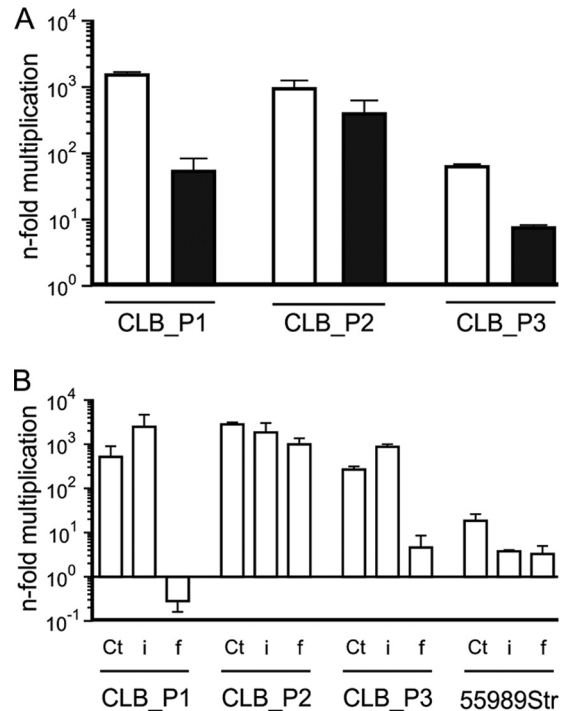 A
n-fold multiplication
10^4
10^3
10^2
10^1
10^0
CLB_P1 CLB_P2 CLB_P3
B
n-fold multiplication
10^4
10^3
10^2
10^1
10^0
10^-1
Ct i f Ct i f Ct i f Ct i f
CLB_P1 CLB_P2 CLB_P3 55989Str